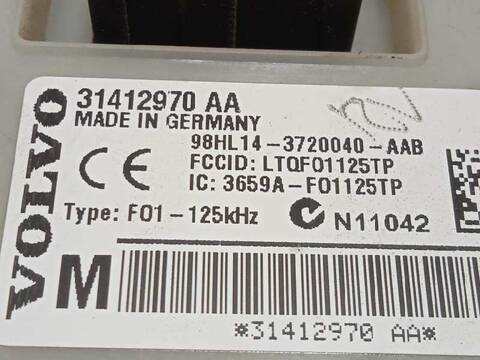 VOLVO
31412970 AA
MADE IN GERMANY
98HL14-3720040-AAB
FCCID: LTQF01125TP
IC: 3659A-F01125TP
Type: F01-125kHz
N11042
M
*31412970 AA*